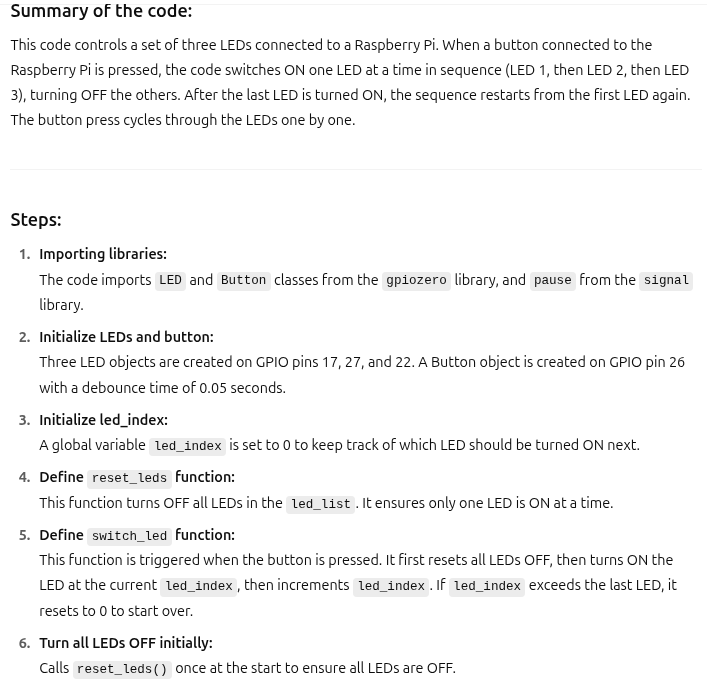 Summary of the code:
This code controls a set of three LEDs connected to a Raspberry Pi. When a button connected to the
Raspberry Pi is pressed, the code switches ON one LED at a time in sequence (LED 1, then LED 2, then LED
3), turning OFF the others. After the last LED is turned ON, the sequence restarts from the first LED again.
The button press cycles through the LEDs one by one.
Steps:
1. Importing libraries:
The code imports LED and Button classes from the gpiozero library, and pause from the signal
library.
2. Initialize LEDs and button:
Three LED objects are created on GPIO pins 17, 27, and 22. A Button object is created on GPIO pin 26
with a debounce time of 0.05 seconds.
3. Initialize led_index:
A global variable led_index is set to 0 to keep track of which LED should be turned ON next.
4. Define reset_leds function:
This function turns OFF all LEDs in the led_list. It ensures only one LED is ON at a time.
5. Define switch_led function:
This function is triggered when the button is pressed. It first resets all LEDs OFF, then turns ON the
LED at the current led_index, then increments led_index. If led_index exceeds the last LED, it
resets to 0 to start over.
6. Turn all LEDs OFF initially:
Calls reset_leds() once at the start to ensure all LEDs are OFF.